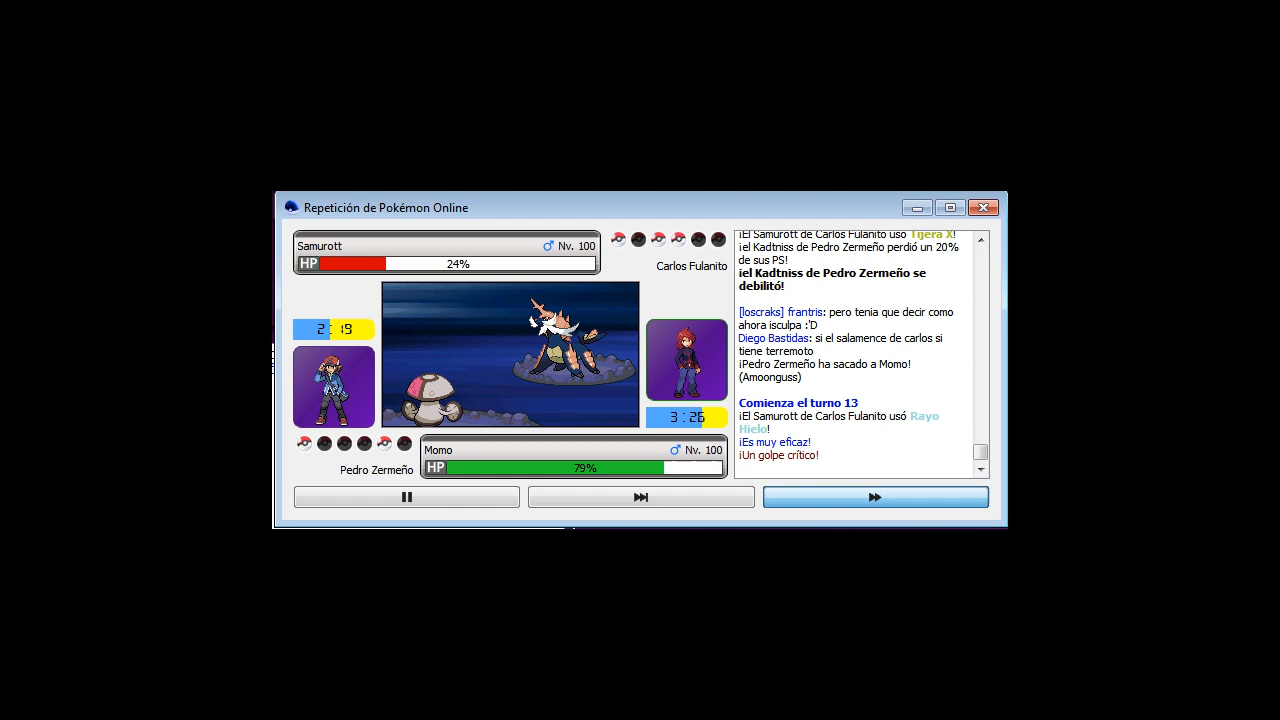 Repetición de Pokémon Online
Samurott ♂ Nv. 100
HP 24%
Carlos Fulanito
2:19
3:26
Momo ♂ Nv. 100
HP 79%
Pedro Zermeño
¡El Samurott de Carlos Fulanito usó Tijera X!
¡el Kadtniss de Pedro Zermeño perdió un 20%
de sus PS!
¡el Kadtniss de Pedro Zermeño se
debilitó!
[loscraks] frantris: pero tenia que decir como
ahora isculpa :'D
Diego Bastidas: si el salamence de carlos si
tiene terremoto
¡Pedro Zermeño ha sacado a Momo!
(Amoonguss)
Comienza el turno 13
¡El Samurott de Carlos Fulanito usó Rayo
Hielo!
¡Es muy eficaz!
¡Un golpe crítico!